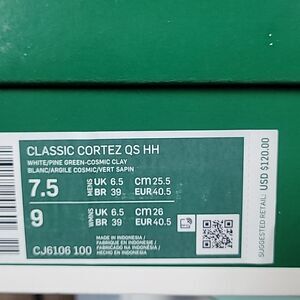 CLASSIC CORTEZ QS HH
WHITE/PINE GREEN-COSMIC CLAY
BLANC/ARGILE COSMIC/VERT SAPIN
7.5 MENS UK 6.5 CM 25.5
BR 39 EUR 40.5
9 WMNS UK 6.5 CM 26
BR 39 EUR 40.5
CJ6106 100
MADE IN INDONESIA /
FABRIQUE EN INDONESIE /
HECHO EN INDONESIA
SUGGESTED RETAIL: USD $120.00